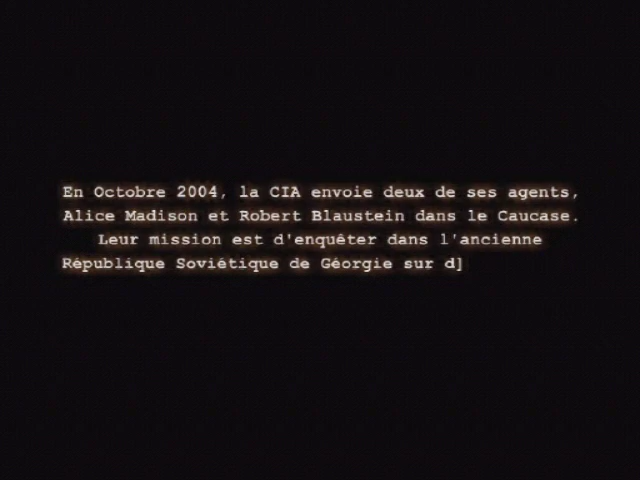 En Octobre 2004, la CIA envoie deux de ses agents,
Alice Madison et Robert Blaustein dans le Caucase.
Leur mission est d'enquêter dans l'ancienne
République Soviétique de Géorgie sur d]